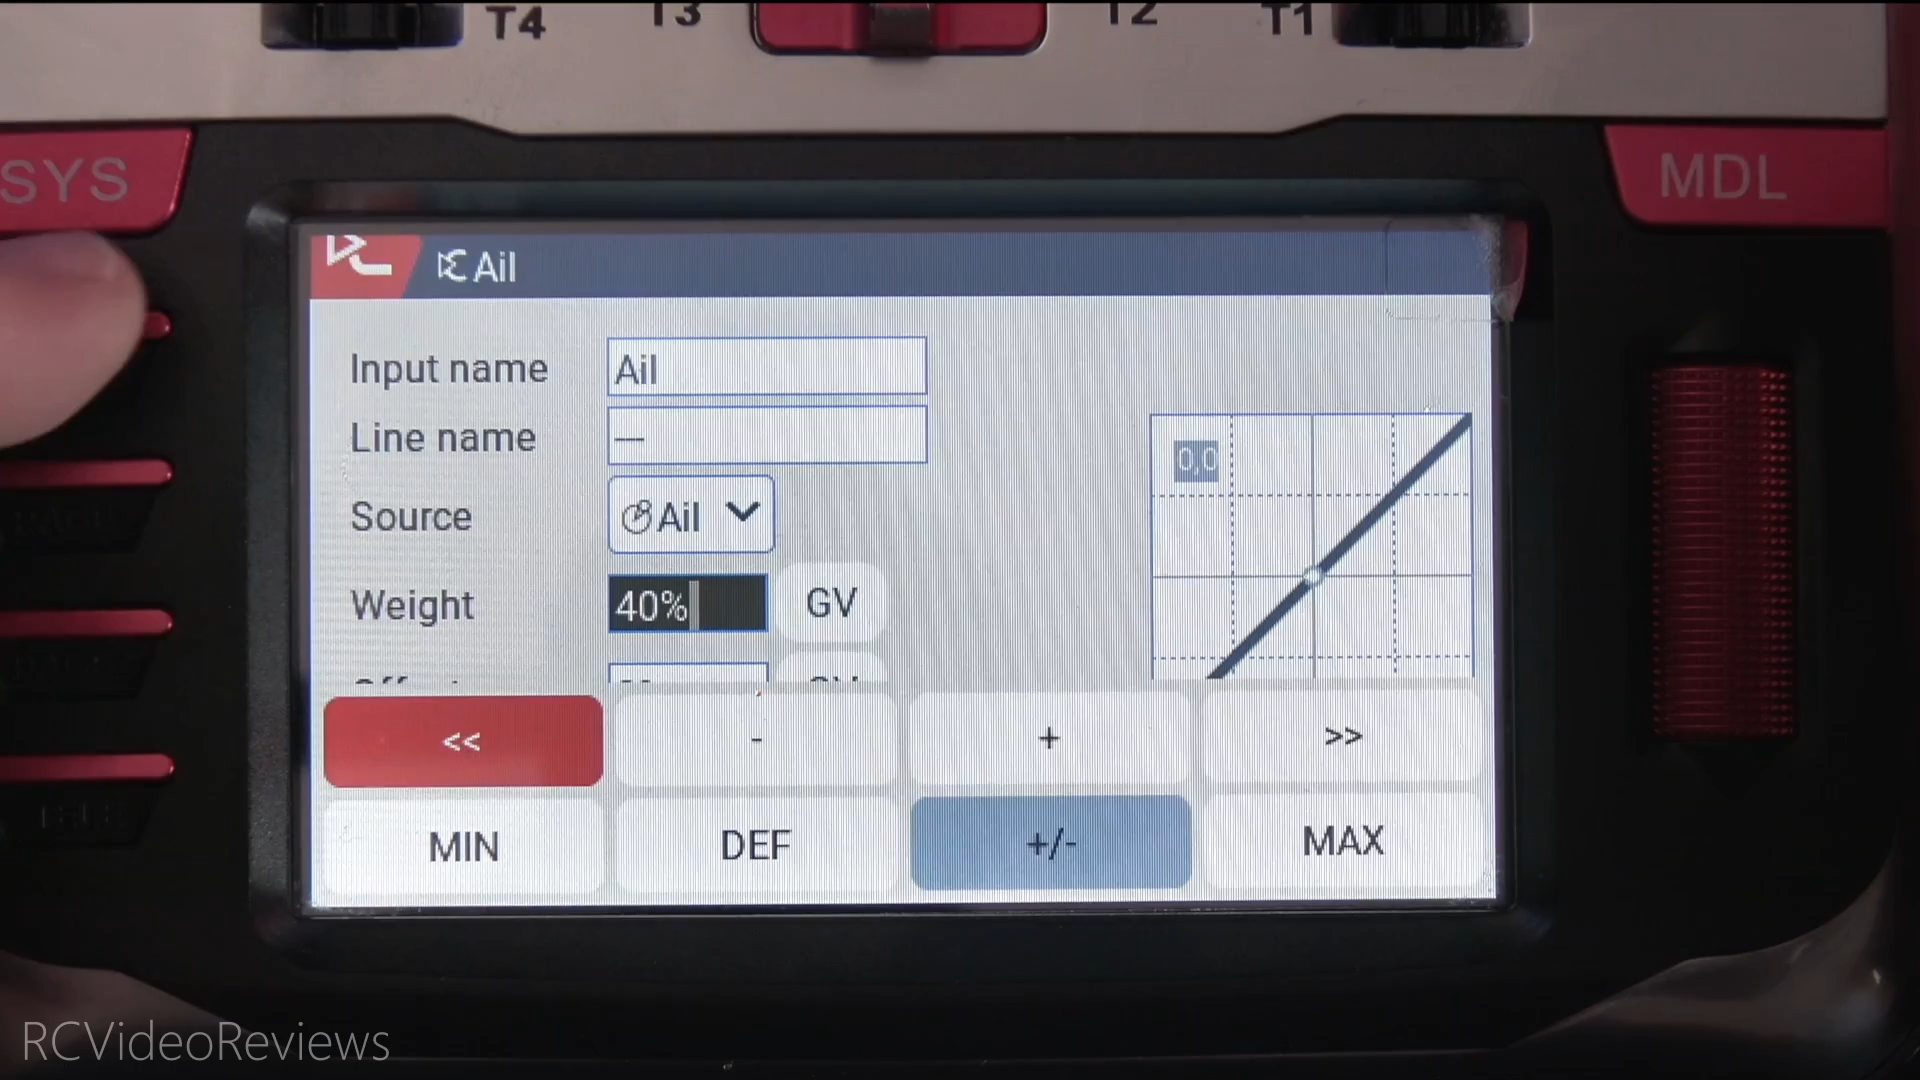 T4 T3 T2 T1
SYS
MDL
Ail
Input name Ail
Line name ---
Source Ail
Weight 40% GV
0,0
<< - + >>
MIN DEF +/- MAX
RCVideoReviews